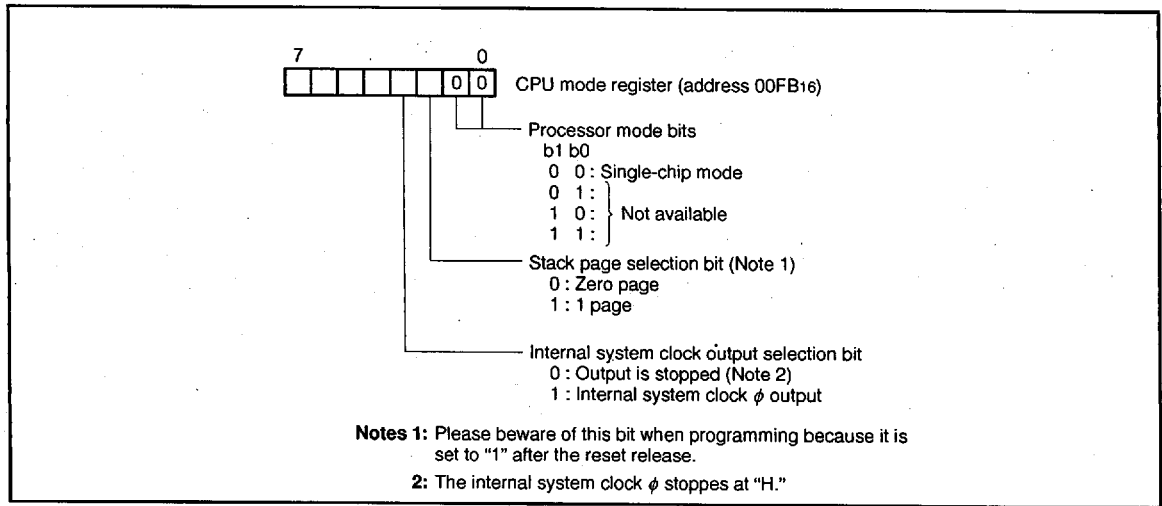 7 0
0 0 CPU mode register (address 00FB16)
Processor mode bits
b1 b0
0 0 : Single-chip mode
0 1 :
1 0 : Not available
1 1 :
Stack page selection bit (Note 1)
0 : Zero page
1 : 1 page
Internal system clock output selection bit
0 : Output is stopped (Note 2)
1 : Internal system clock ϕ output
Notes 1: Please beware of this bit when programming because it is
set to “1” after the reset release.
2: The internal system clock ϕ stoppes at “H.”